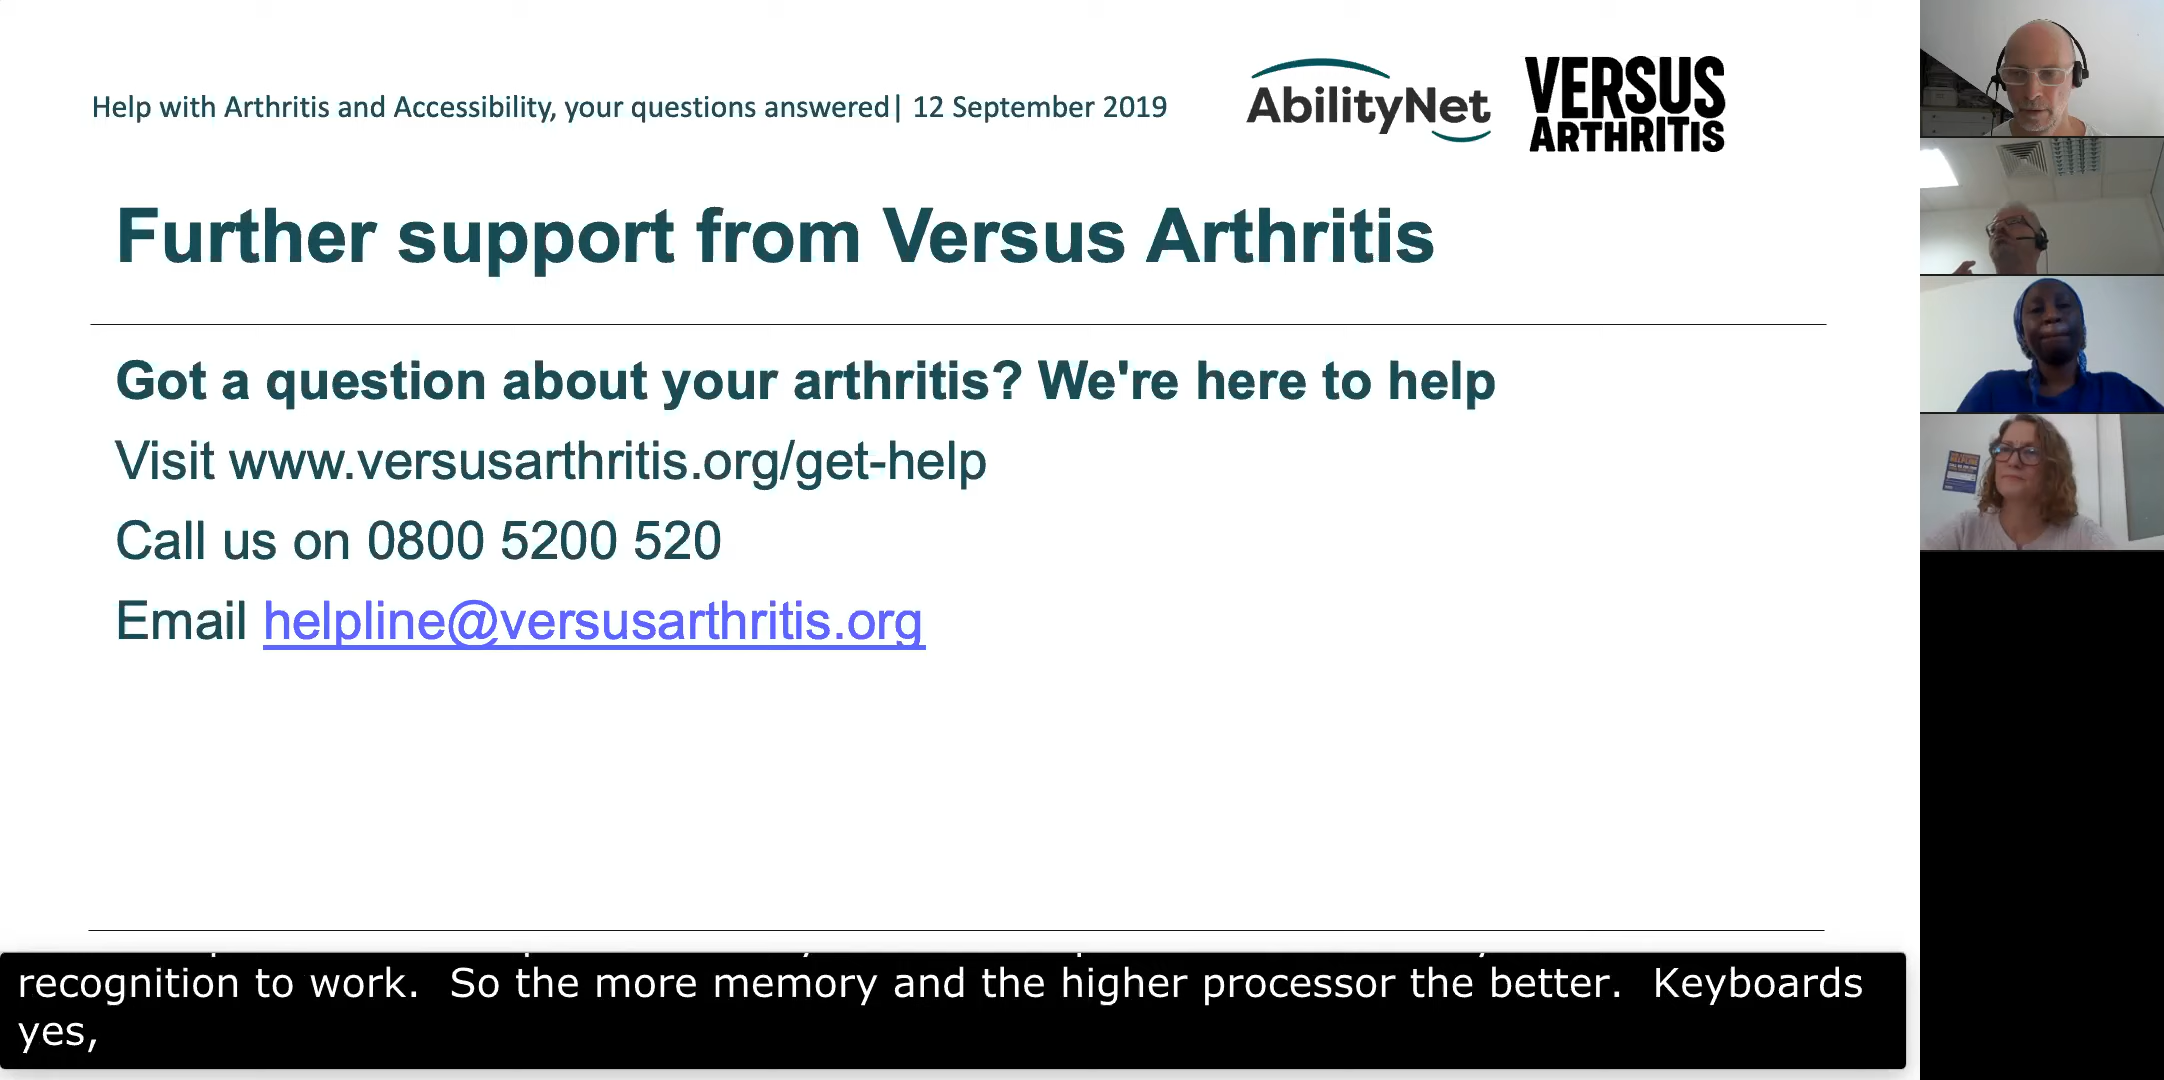 Help with Arthritis and Accessibility, your questions answered| 12 September 2019
AbilityNet
VERSUS
ARTHRITIS
Further support from Versus Arthritis
Got a question about your arthritis? We're here to help
Visit www.versusarthritis.org/get-help
Call us on 0800 5200 520
Email helpline@versusarthritis.org
recognition to work.  So the more memory and the higher processor the better.  Keyboards
yes,
HELPLINE